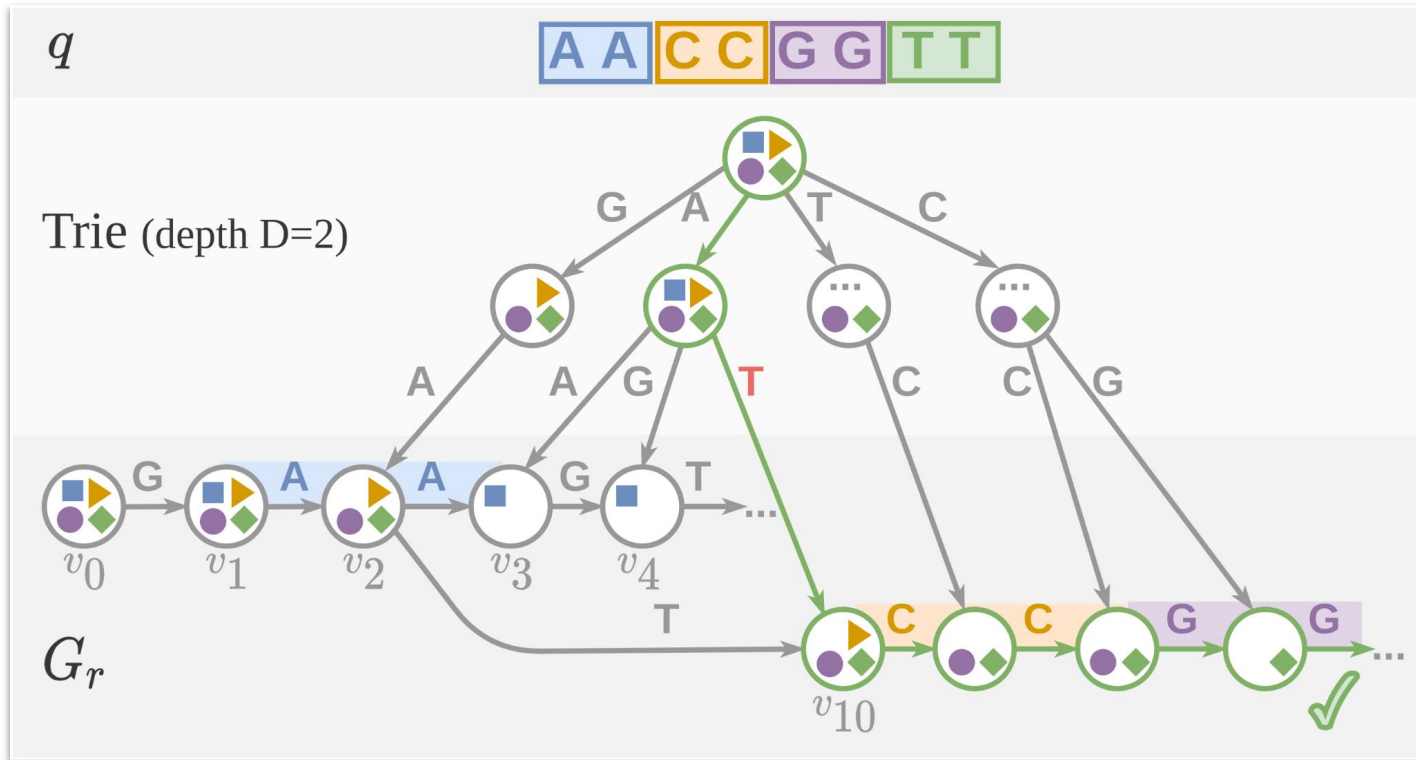 q
A A C C G G T T
G A T C
Trie (depth D=2)
....
....
A A G T C C G
G A A G T ...
v0 v1 v2 v3 v4
T C C G G ...
Gr
v10